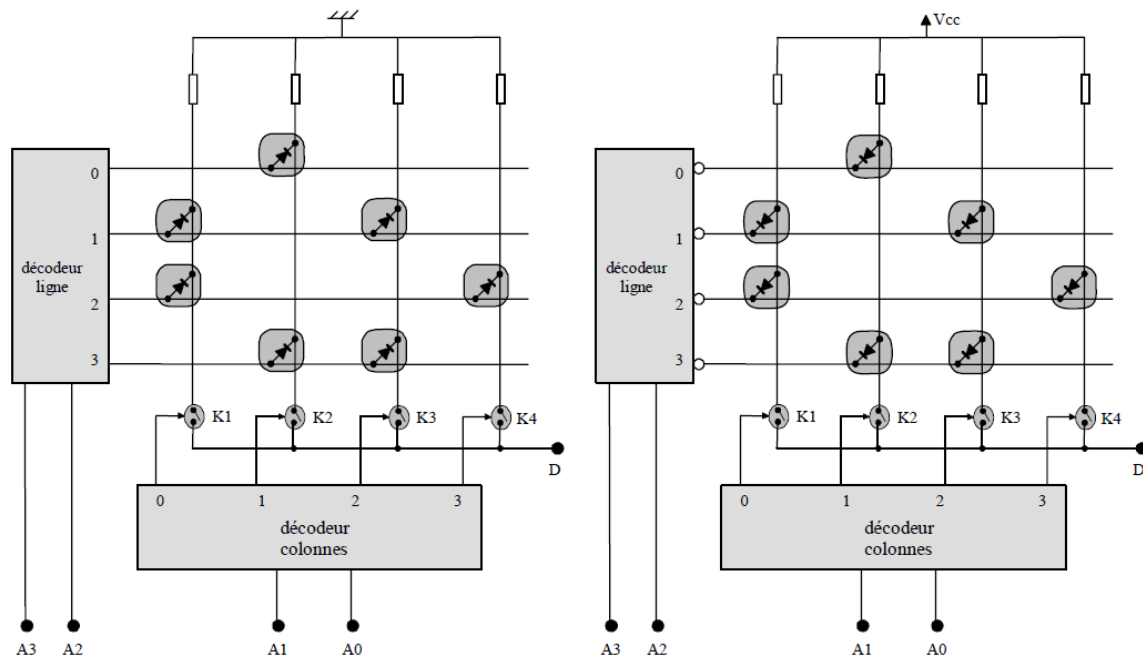 Vcc
0
1
décodeur
ligne
2
3
K1
K2
K3
K4
D
0
1
2
3
décodeur
colonnes
A3
A2
A1
A0
0
1
décodeur
ligne
2
3
K1
K2
K3
K4
D
0
1
2
3
décodeur
colonnes
A3
A2
A1
A0